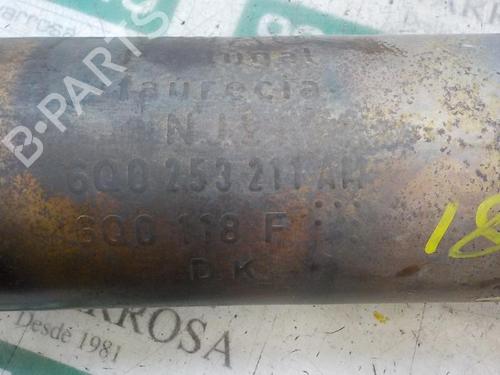 faurecia
6Q0 253 211 AH
6Q0 118 F
D.K.
18
B-PARTS
Desde 1981